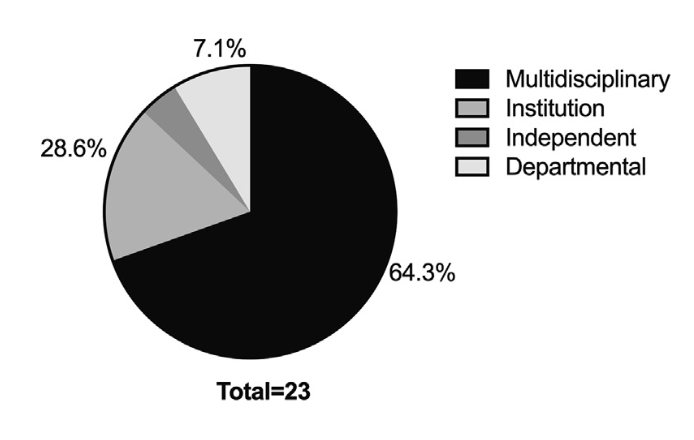 7.1%
28.6%
64.3%
Multidisciplinary
Institution
Independent
Departmental
Total=23